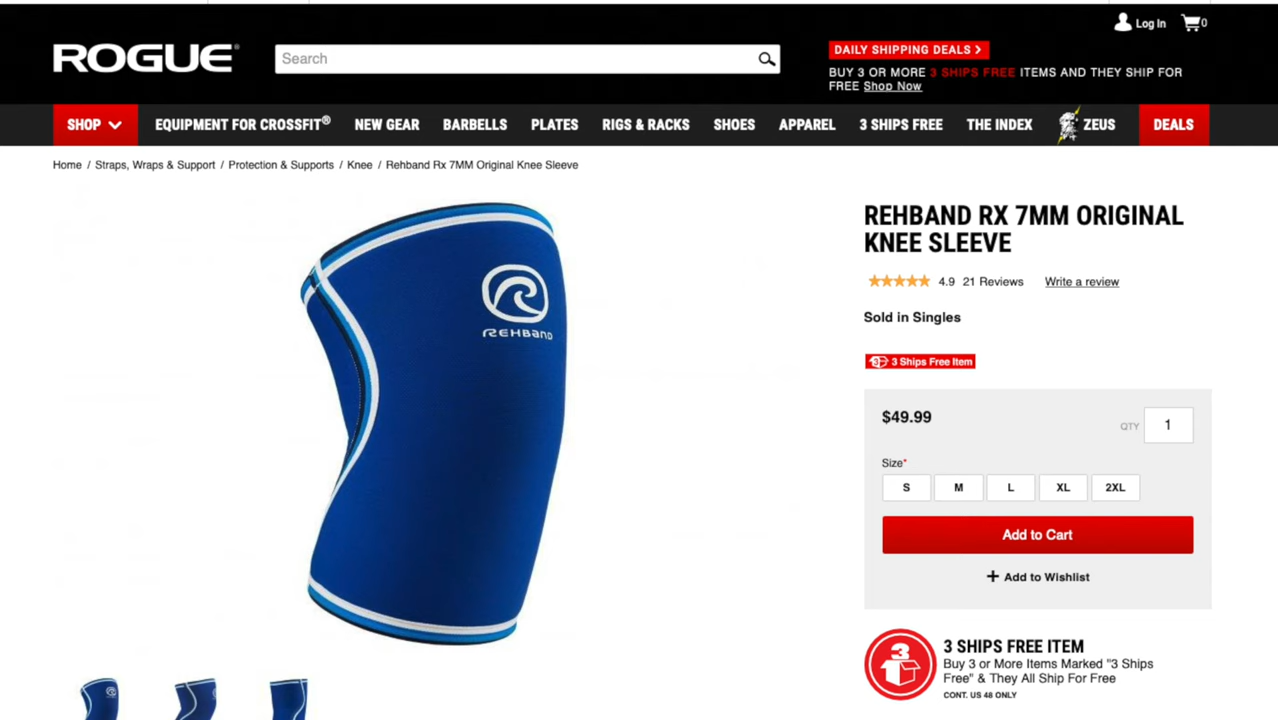 Log In
0
ROGUE®
Search
DAILY SHIPPING DEALS >
BUY 3 OR MORE 3 SHIPS FREE ITEMS AND THEY SHIP FOR
FREE Shop Now
SHOP EQUIPMENT FOR CROSSFIT® NEW GEAR BARBELLS PLATES RIGS & RACKS SHOES APPAREL 3 SHIPS FREE THE INDEX ZEUS DEALS
Home / Straps, Wraps & Support / Protection & Supports / Knee / Rehband Rx 7MM Original Knee Sleeve
REHBAND
REHBAND RX 7MM ORIGINAL
KNEE SLEEVE
4.9 21 Reviews Write a review
Sold in Singles
3 3 Ships Free Item
$49.99
QTY 1
Size*
S M L XL 2XL
Add to Cart
+ Add to Wishlist
3
3 SHIPS FREE ITEM
Buy 3 or More Items Marked "3 Ships
Free" & They All Ship For Free
CONT. US 48 ONLY